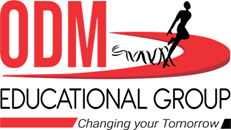 ODM
EDUCATIONAL GROUP
Changing your Tomorrow